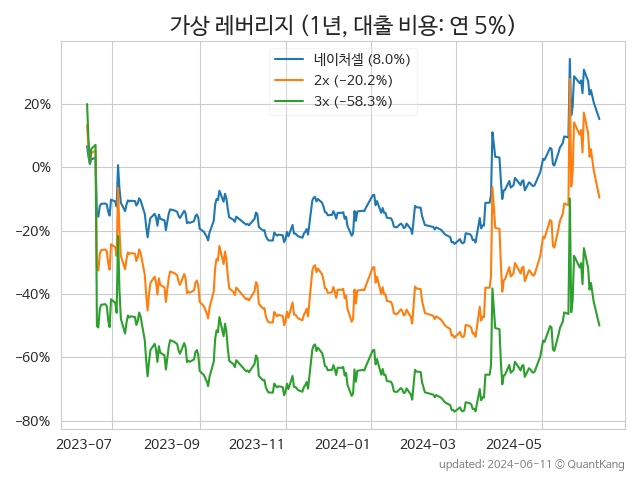 가상 레버리지 (1년, 대출 비용: 연 5%)
네이처셀 (8.0%)
2x (−20.2%)
3x (−58.3%)
20%
0%
−20%
−40%
−60%
−80%
2023-07 2023-09 2023-11 2024-01 2024-03 2024-05
updated: 2024-06-11 © QuantKang